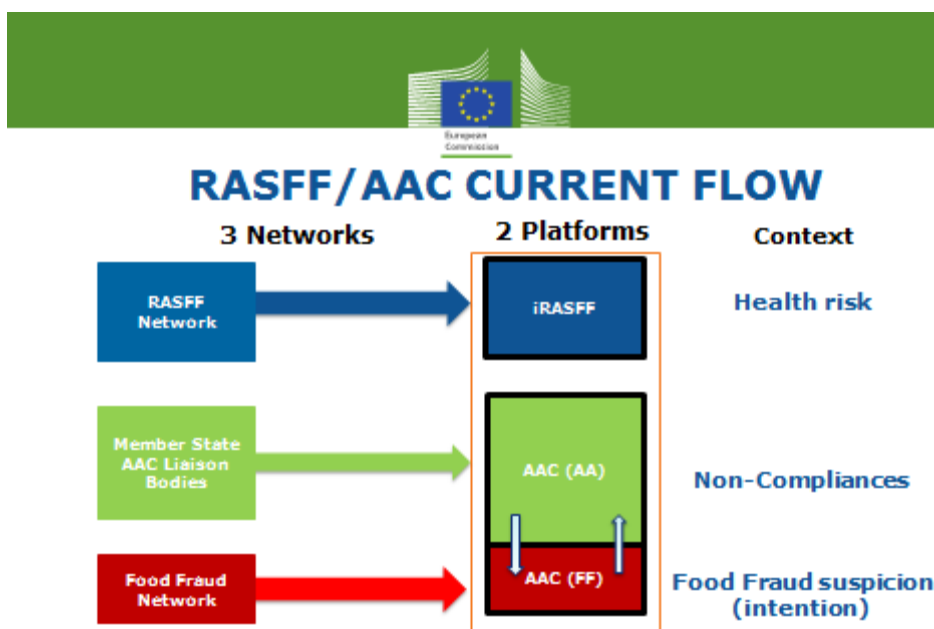 European
Commission
RASFF/AAC CURRENT FLOW
3 Networks
2 Platforms
Context
RASFF
Network
iRASFF
Health risk
Member State
AAC Liaison
Bodies
AAC (AA)
Non-Compliances
Food Fraud
Network
AAC (FF)
Food Fraud suspicion
(intention)